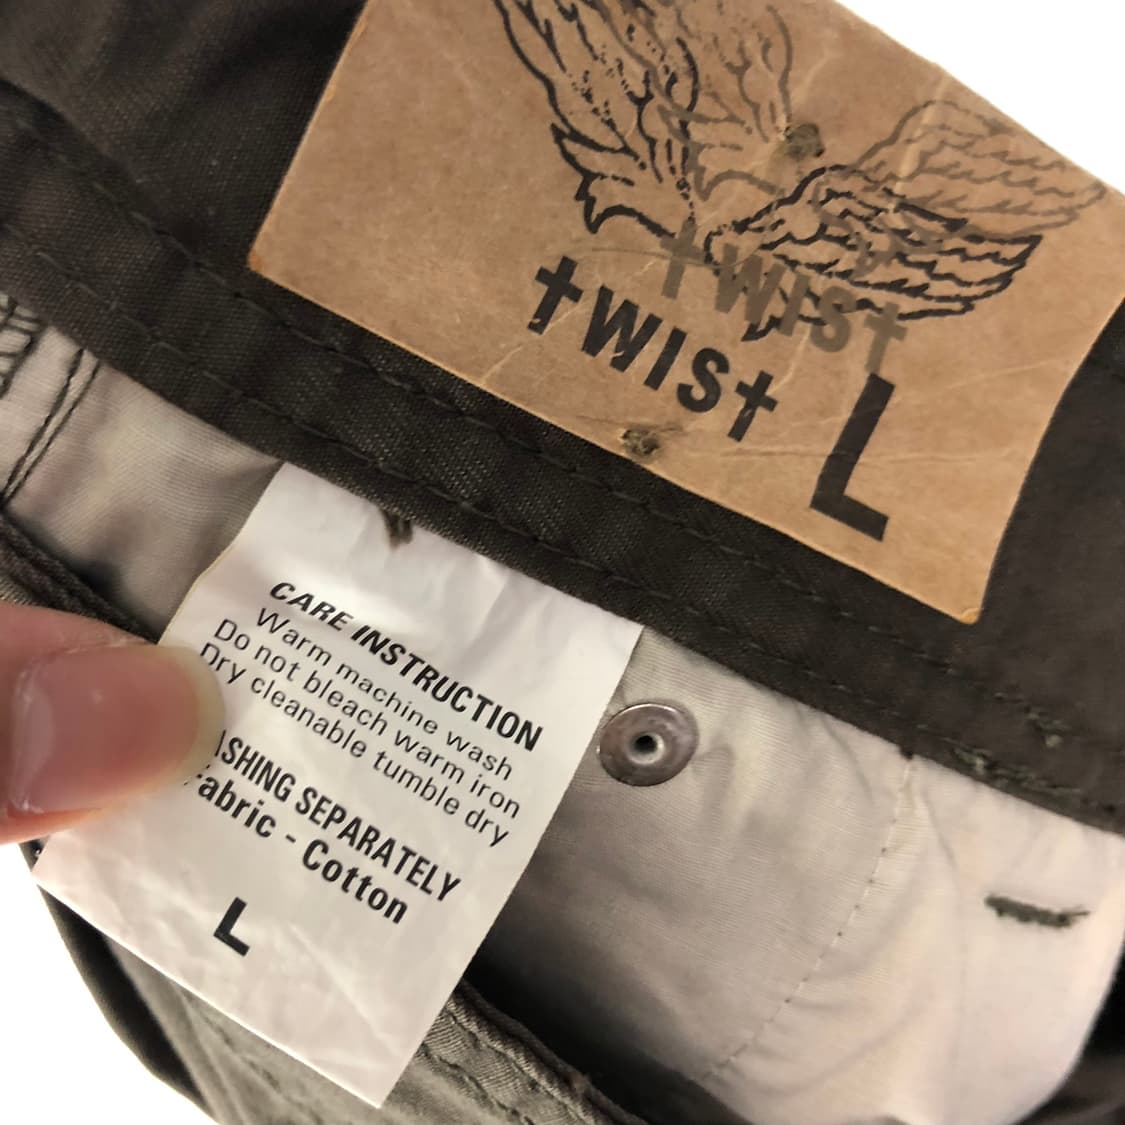 tWISt
tWISt
L
CARE INSTRUCTION
Warm machine wash
Do not bleach warm iron
Dry cleanable tumble dry
SHING SEPARATELY
abric - Cotton
L